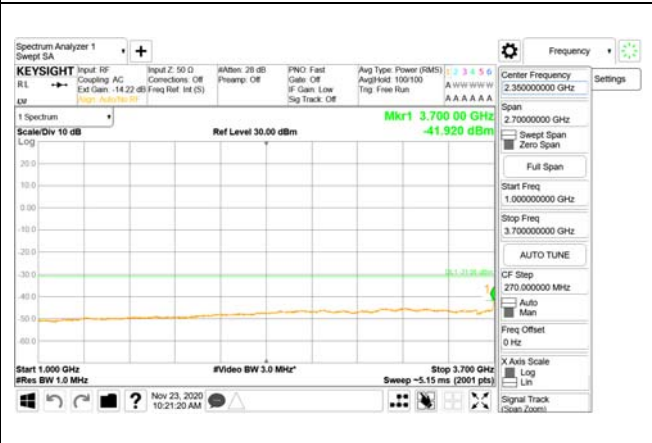 Spectrum Analyzer 1
Swept SA
Frequency
KEYSIGHT
R L
Input: RF
Coupling: AC
Ext Gain: -14.22 dB
Align: Auto/No RF
Input Z: 50 Ω
Corrections: Off
Freq Ref: Int (S)
#Atten: 28 dB
Preamp: Off
PNO: Fast
Gate: Off
IF Gain: Low
Sig Track: Off
Avg Type: Power (RMS)
Avg|Hold: 100/100
Trig: Free Run
1 2 3 4 5 6
A W W W W W
A A A A A A
1 Spectrum
Scale/Div 10 dB
Ref Level 30.00 dBm
Mkr1 3.700 00 GHz
-41.920 dBm
Log
20.0
10.0
0.00
-10.0
-20.0
-30.0
-40.0
-50.0
-60.0
1
Start 1.000 GHz
#Res BW 1.0 MHz
#Video BW 3.0 MHz*
Stop 3.700 GHz
Sweep ~5.15 ms (2001 pts)
Nov 23, 2020
10:21:20 AM
Center Frequency
2.350000000 GHz
Settings
Span
2.70000000 GHz
Swept Span
Zero Span
Full Span
Start Freq
1.000000000 GHz
Stop Freq
3.700000000 GHz
AUTO TUNE
CF Step
270.000000 MHz
Auto
Man
Freq Offset
0 Hz
X Axis Scale
Log
Lin
Signal Track
(Span Zoom)